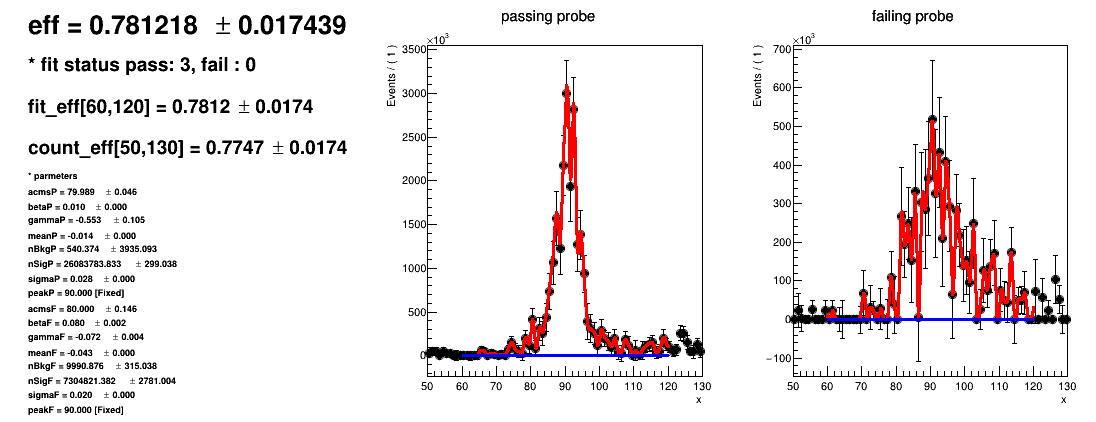 eff = 0.781218 ± 0.017439
* fit status pass: 3, fail : 0
fit_eff[60,120] = 0.7812 ± 0.0174
count_eff[50,130] = 0.7747 ± 0.0174
* parmeters
acmsP = 79.989 ± 0.046
betaP = 0.010 ± 0.000
gammaP = -0.553 ± 0.105
meanP = -0.014 ± 0.000
nBkgP = 540.374 ± 3935.093
nSigP = 26083783.833 ± 299.038
sigmaP = 0.028 ± 0.000
peakP = 90.000 [Fixed]
acmsF = 80.000 ± 0.146
betaF = 0.080 ± 0.002
gammaF = -0.072 ± 0.004
meanF = -0.043 ± 0.000
nBkgF = 9990.876 ± 315.038
nSigF = 7304821.382 ± 2781.004
sigmaF = 0.020 ± 0.000
peakF = 90.000 [Fixed]
passing probe
×10³
Events / ( 1 )
3500
3000
2500
2000
1500
1000
500
0
50 60 70 80 90 100 110 120 130
x
failing probe
×10³
Events / ( 1 )
700
600
500
400
300
200
100
0
−100
50 60 70 80 90 100 110 120 130
x